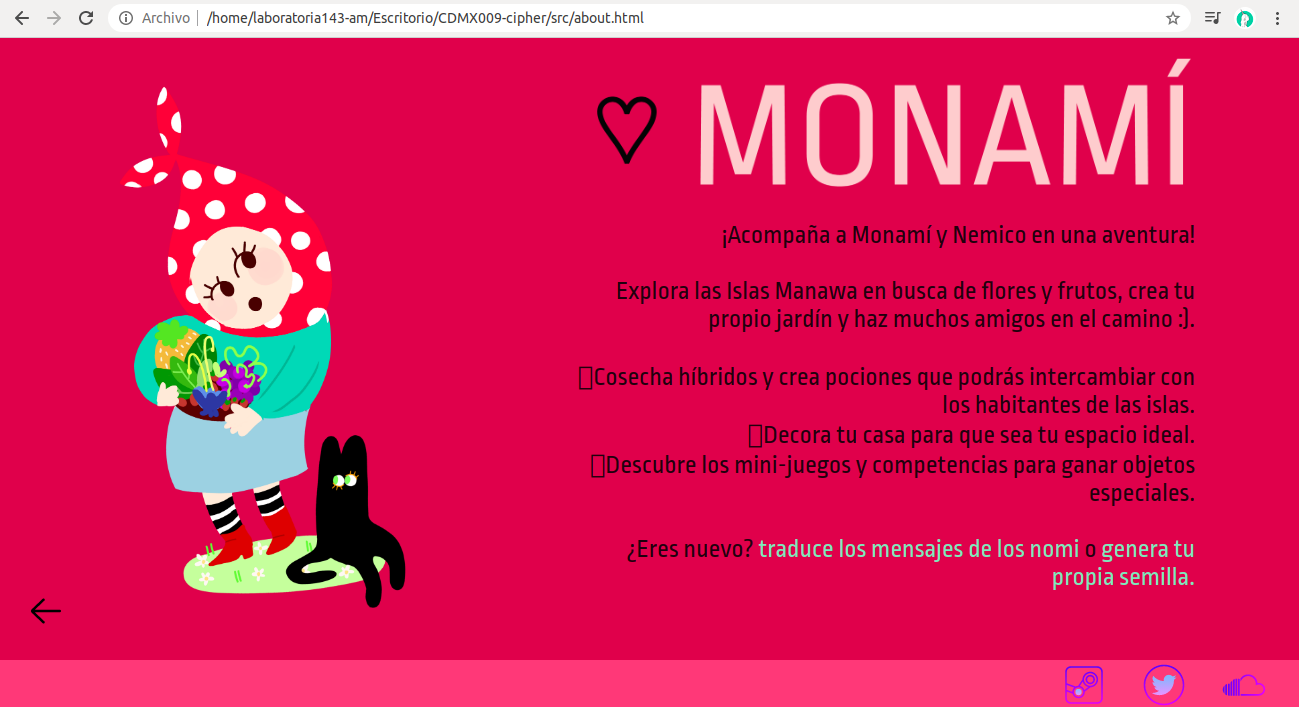 Archivo | /home/laboratoria143-am/Escritorio/CDMX009-cipher/src/about.html
MONAMÍ
¡Acompaña a Monamí y Nemico en una aventura!
Explora las Islas Manawa en busca de flores y frutos, crea tu
propio jardín y haz muchos amigos en el camino :).
Cosecha híbridos y crea pociones que podrás intercambiar con
los habitantes de las islas.
Decora tu casa para que sea tu espacio ideal.
Descubre los mini-juegos y competencias para ganar objetos
especiales.
¿Eres nuevo? traduce los mensajes de los nomi o genera tu
propia semilla.